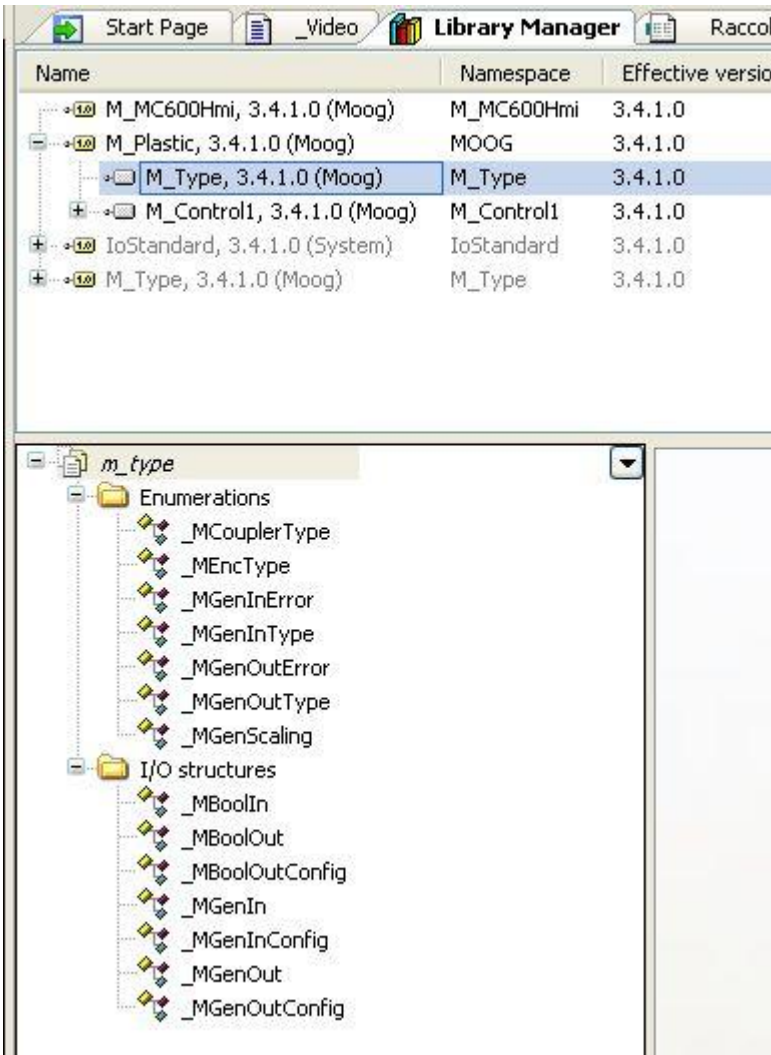 Start Page _Video Library Manager Raccol
Name Namespace Effective versio
M_MC600Hmi, 3.4.1.0 (Moog) M_MC600Hmi 3.4.1.0
M_Plastic, 3.4.1.0 (Moog) MOOG 3.4.1.0
M_Type, 3.4.1.0 (Moog) M_Type 3.4.1.0
M_Control1, 3.4.1.0 (Moog) M_Control1 3.4.1.0
IoStandard, 3.4.1.0 (System) IoStandard 3.4.1.0
M_Type, 3.4.1.0 (Moog) M_Type 3.4.1.0
m_type
Enumerations
_MCouplerType
_MEncType
_MGenInError
_MGenInType
_MGenOutError
_MGenOutType
_MGenScaling
I/O structures
_MBoolIn
_MBoolOut
_MBoolOutConfig
_MGenIn
_MGenInConfig
_MGenOut
_MGenOutConfig